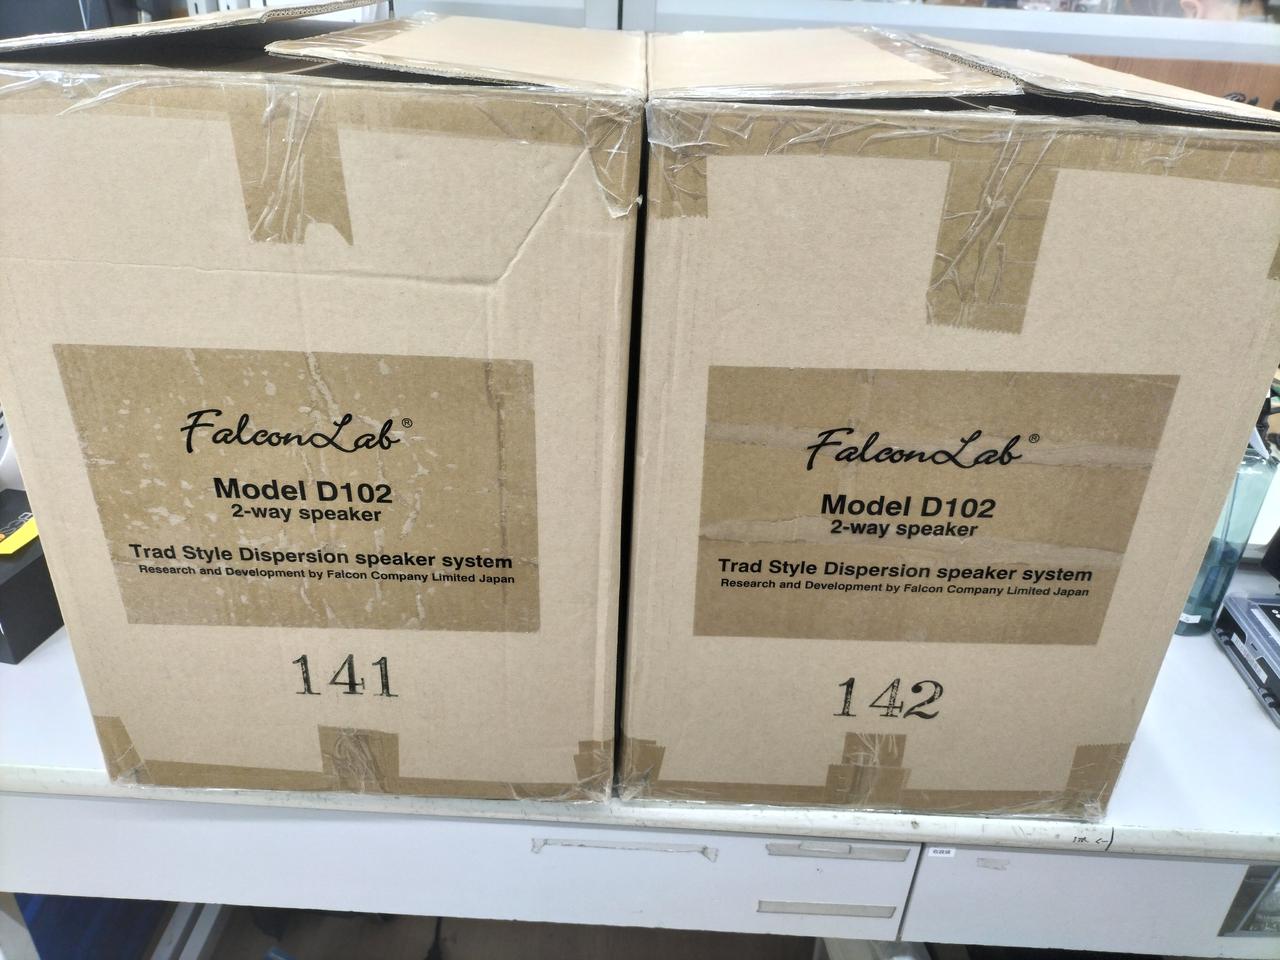 FalconLab®
Model D102
2-way speaker
Trad Style Dispersion speaker system
Research and Development by Falcon Company Limited Japan
141
FalconLab®
Model D102
2-way speaker
Trad Style Dispersion speaker system
Research and Development by Falcon Company Limited Japan
142